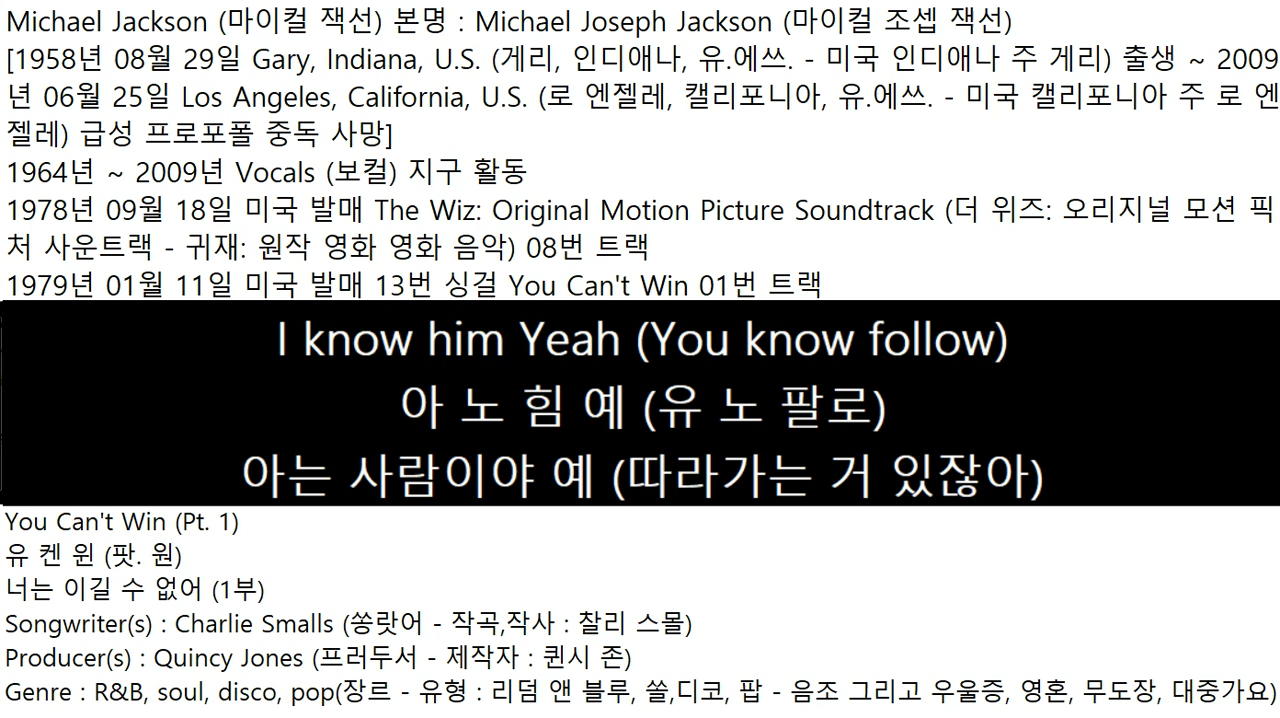 Michael Jackson (마이컬 잭선) 본명 : Michael Joseph Jackson (마이컬 조셉 잭선)
[1958년 08월 29일 Gary, Indiana, U.S. (게리, 인디애나, 유.에쓰. - 미국 인디애나 주 게리) 출생 ~ 2009
년 06월 25일 Los Angeles, California, U.S. (로 엔젤레, 캘리포니아, 유.에쓰. - 미국 캘리포니아 주 로 엔
젤레) 급성 프로포폴 중독 사망]
1964년 ~ 2009년 Vocals (보컬) 지구 활동
1978년 09월 18일 미국 발매 The Wiz: Original Motion Picture Soundtrack (더 위즈: 오리지널 모션 픽
처 사운트랙 - 귀재: 원작 영화 영화 음악) 08번 트랙
1979년 01월 11일 미국 발매 13번 싱걸 You Can't Win 01번 트랙
I know him Yeah (You know follow)
아 노 힘 예 (유 노 팔로)
아는 사람이야 예 (따라가는 거 있잖아)
You Can't Win (Pt. 1)
유 켄 윈 (팟. 원)
너는 이길 수 없어 (1부)
Songwriter(s) : Charlie Smalls (쏭랏어 - 작곡,작사 : 찰리 스몰)
Producer(s) : Quincy Jones (프러두서 - 제작자 : 퀸시 존)
Genre : R&B, soul, disco, pop(장르 - 유형 : 리덤 앤 블루, 쏠,디코, 팝 - 음조 그리고 우울증, 영혼, 무도장, 대중가요)